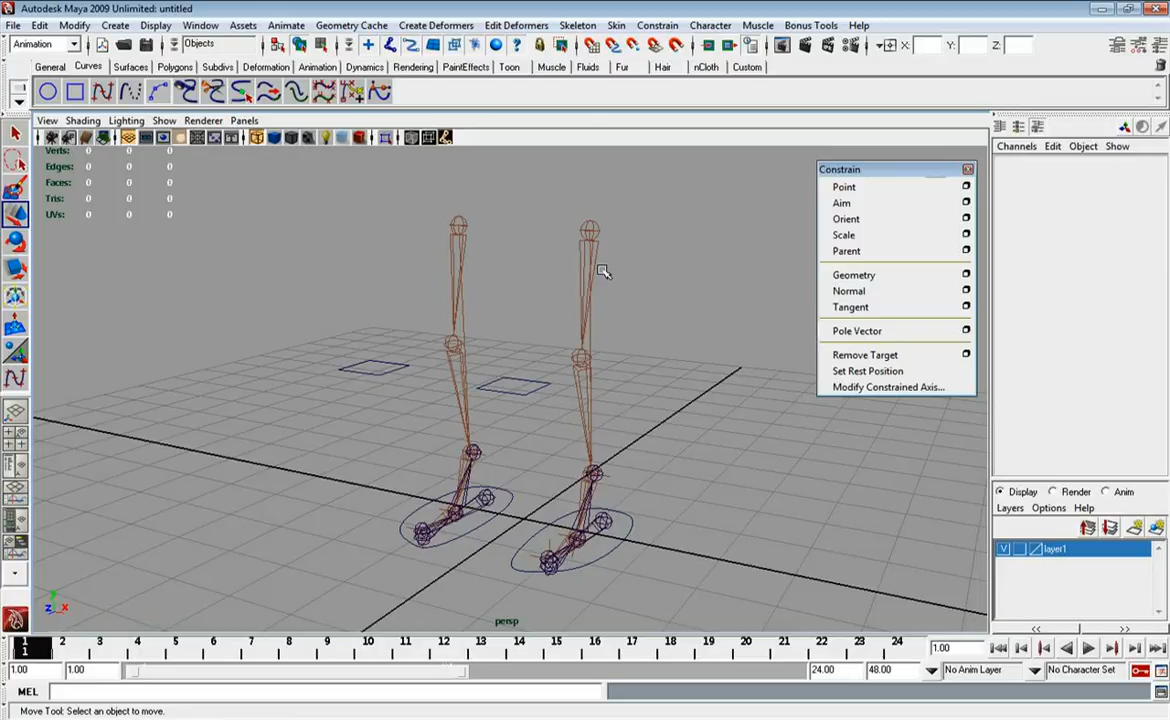 Autodesk Maya 2009 Unlimited: untitled
File Edit Modify Create Display Window Assets Animate Geometry Cache Create Deformers Edit Deformers Skeleton Skin Constrain Character Muscle Bonus Tools Help
Animation Objects X: Y: Z:
General Curves Surfaces Polygons Subdivs Deformation Animation Dynamics Rendering PaintEffects Toon Muscle Fluids Fur Hair nCloth Custom
View Shading Lighting Show Renderer Panels
Verts: 0 0 0
Edges: 0 0 0
Faces: 0 0 0
Tris: 0 0 0
UVs: 0 0 0
Constrain
Point
Aim
Orient
Scale
Parent
Geometry
Normal
Tangent
Pole Vector
Remove Target
Set Rest Position
Modify Constrained Axis...
Channels Edit Object Show
Display Render Anim
Layers Options Help
V layer1
y
z x
persp
1 2 3 4 5 6 7 8 9 10 11 12 13 14 15 16 17 18 19 20 21 22 23 24
1
1.00
1.00 1.00 24.00 48.00 No Anim Layer No Character Set
MEL
Move Tool: Select an object to move.